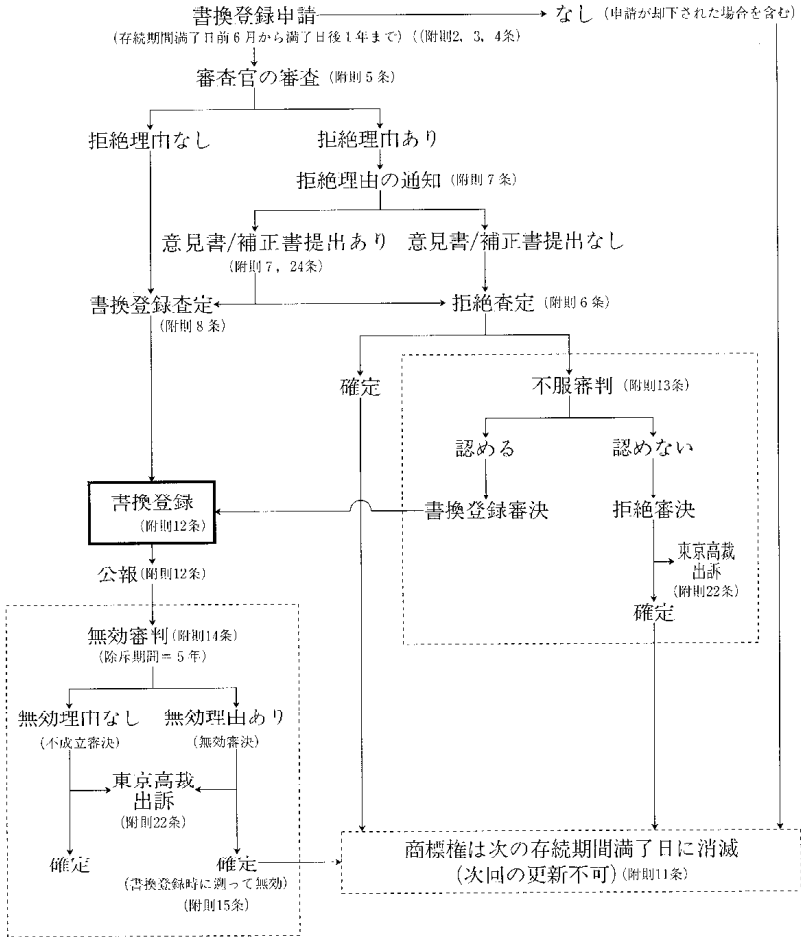 書換登録申請
なし (申請が却下された場合を含む)
(存続期間満了日前6月から満了日後1年まで) ((附則2, 3, 4条)
審査官の審査 (附則5条)
拒絶理由なし
拒絶理由あり
拒絶理由の通知 (附則7条)
意見書/補正書提出あり
(附則7, 24条)
意見書/補正書提出なし
書換登録査定
(附則8条)
拒絶査定 (附則6条)
確定
不服審判 (附則13条)
認める
認めない
書換登録
(附則12条)
書換登録審決
拒絶審決
東京高裁
出訴
(附則22条)
確定
公報 (附則12条)
無効審判 (附則14条)
(除斥期間=5年)
無効理由なし
(不成立審決)
無効理由あり
(無効審決)
東京高裁
出訴
(附則22条)
確定
確定
(書換登録時に遡って無効)
(附則15条)
商標権は次の存続期間満了日に消滅
(次回の更新不可) (附則11条)